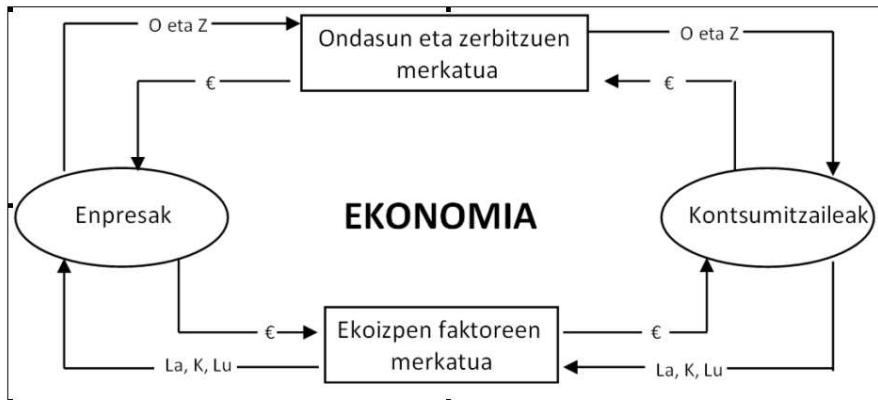 O eta Z
Ondasun eta zerbitzuen
merkatua
O eta Z
€
€
Enpresak
EKONOMIA
Kontsumitzaileak
€
Ekoizpen faktoreen
merkatua
€
La, K, Lu
La, K, Lu